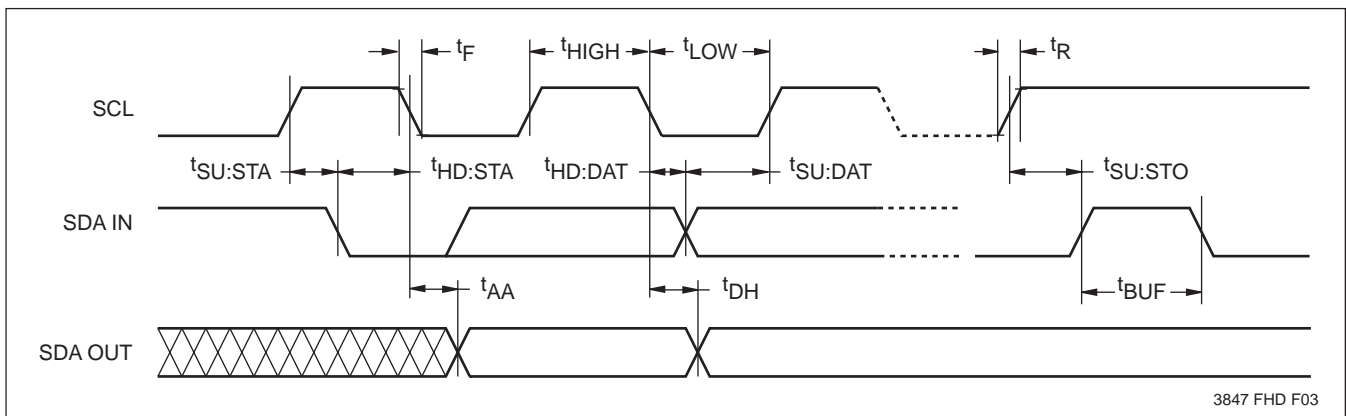 tF
tHIGH
tLOW
tR
SCL
tSU:STA
tHD:STA
tHD:DAT
tSU:DAT
tSU:STO
SDA IN
tAA
tDH
tBUF
SDA OUT
3847 FHD F03